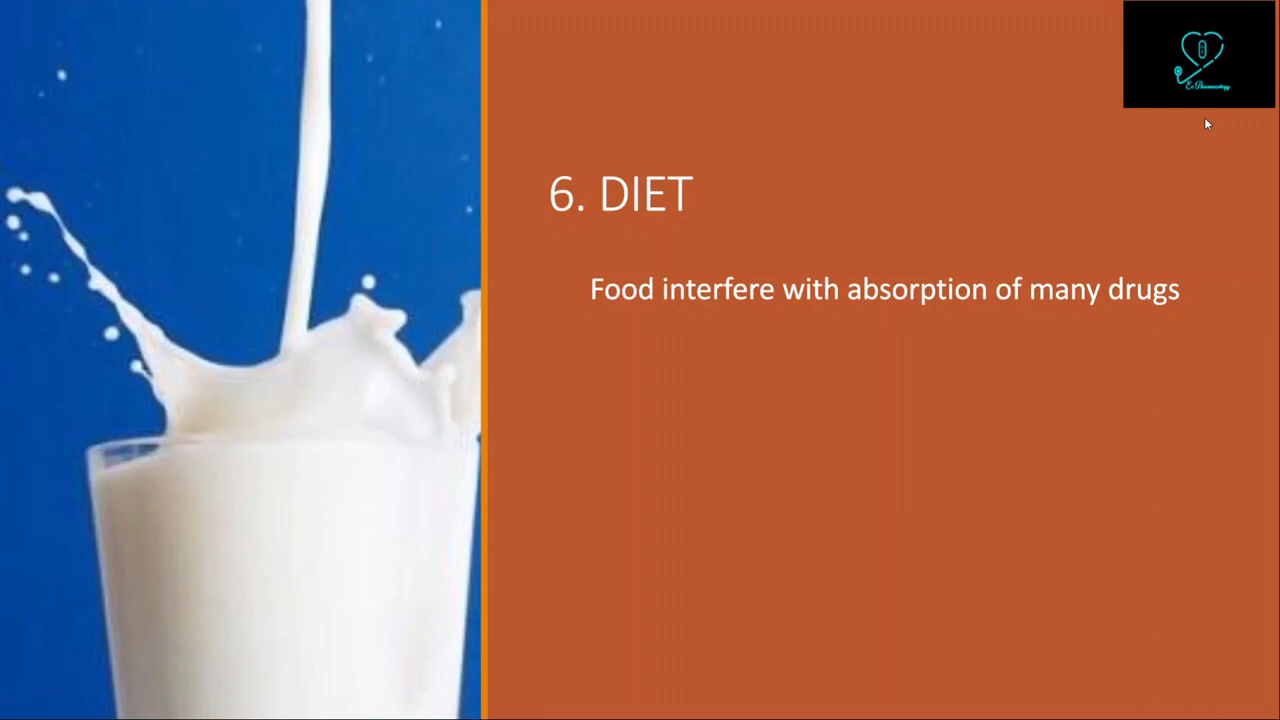 6. DIET
Food interfere with absorption of many drugs